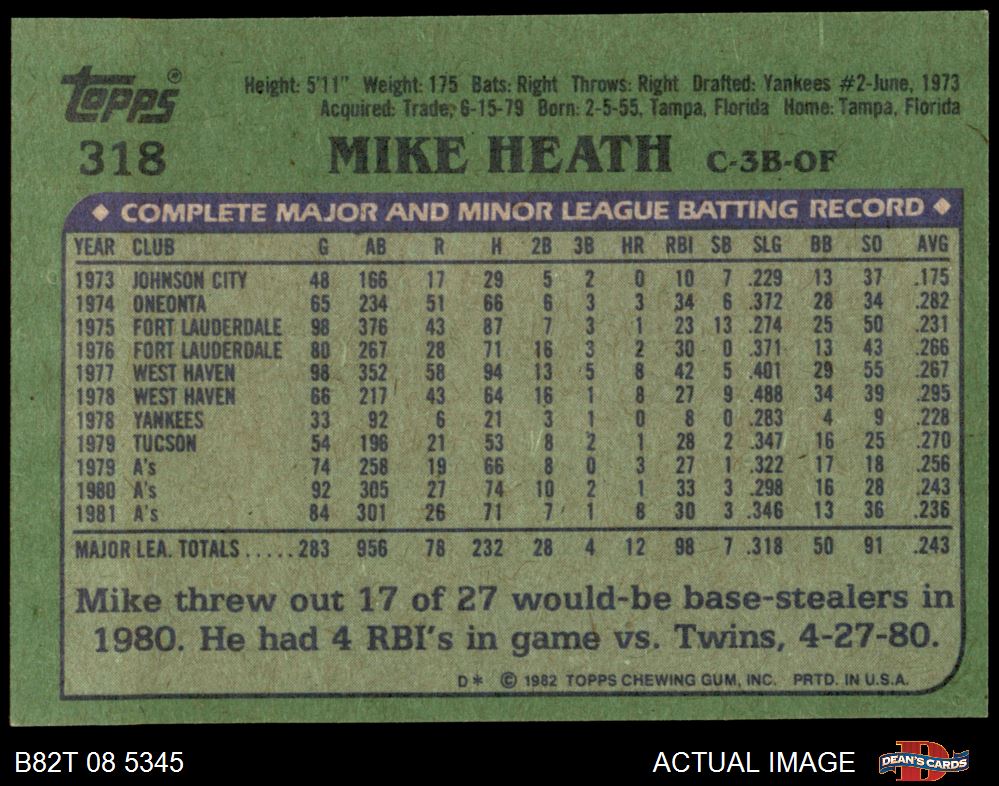 Topps®
Height: 5'11" Weight: 175 Bats: Right Throws: Right Drafted: Yankees #2-June, 1973
Acquired: Trade, 6-15-79 Born: 2-5-55, Tampa, Florida Home: Tampa, Florida
318 MIKE HEATH C-3B-OF
◆ COMPLETE MAJOR AND MINOR LEAGUE BATTING RECORD ◆
YEAR CLUB G AB R H 2B 3B HR RBI SB SLG BB SO AVG
1973 JOHNSON CITY 48 166 17 29 5 2 0 10 7 .229 13 37 .175
1974 ONEONTA 65 234 51 66 6 3 3 34 6 .372 28 34 .282
1975 FORT LAUDERDALE 98 376 43 87 7 3 1 23 13 .274 25 50 .231
1976 FORT LAUDERDALE 80 267 28 71 16 3 2 30 0 .371 13 43 .266
1977 WEST HAVEN 98 352 58 94 13 5 8 42 5 .401 29 55 .267
1978 WEST HAVEN 66 217 43 64 16 1 8 27 9 .488 34 39 .295
1978 YANKEES 33 92 6 21 3 1 0 8 0 .283 4 9 .228
1979 TUCSON 54 196 21 53 8 2 1 28 2 .347 16 25 .270
1979 A's 74 258 19 66 8 0 3 27 1 .322 17 18 .256
1980 A's 92 305 27 74 10 2 1 33 3 .298 16 28 .243
1981 A's 84 301 26 71 7 1 8 30 3 .346 13 36 .236
MAJOR LEA. TOTALS.....283 956 78 232 28 4 12 98 7 .318 50 91 .243
Mike threw out 17 of 27 would-be base-stealers in
1980. He had 4 RBI's in game vs. Twins, 4-27-80.
D* © 1982 TOPPS CHEWING GUM, INC. PRTD. IN U.S.A.
B82T 08 5345 ACTUAL IMAGE D DEAN'S CARDS